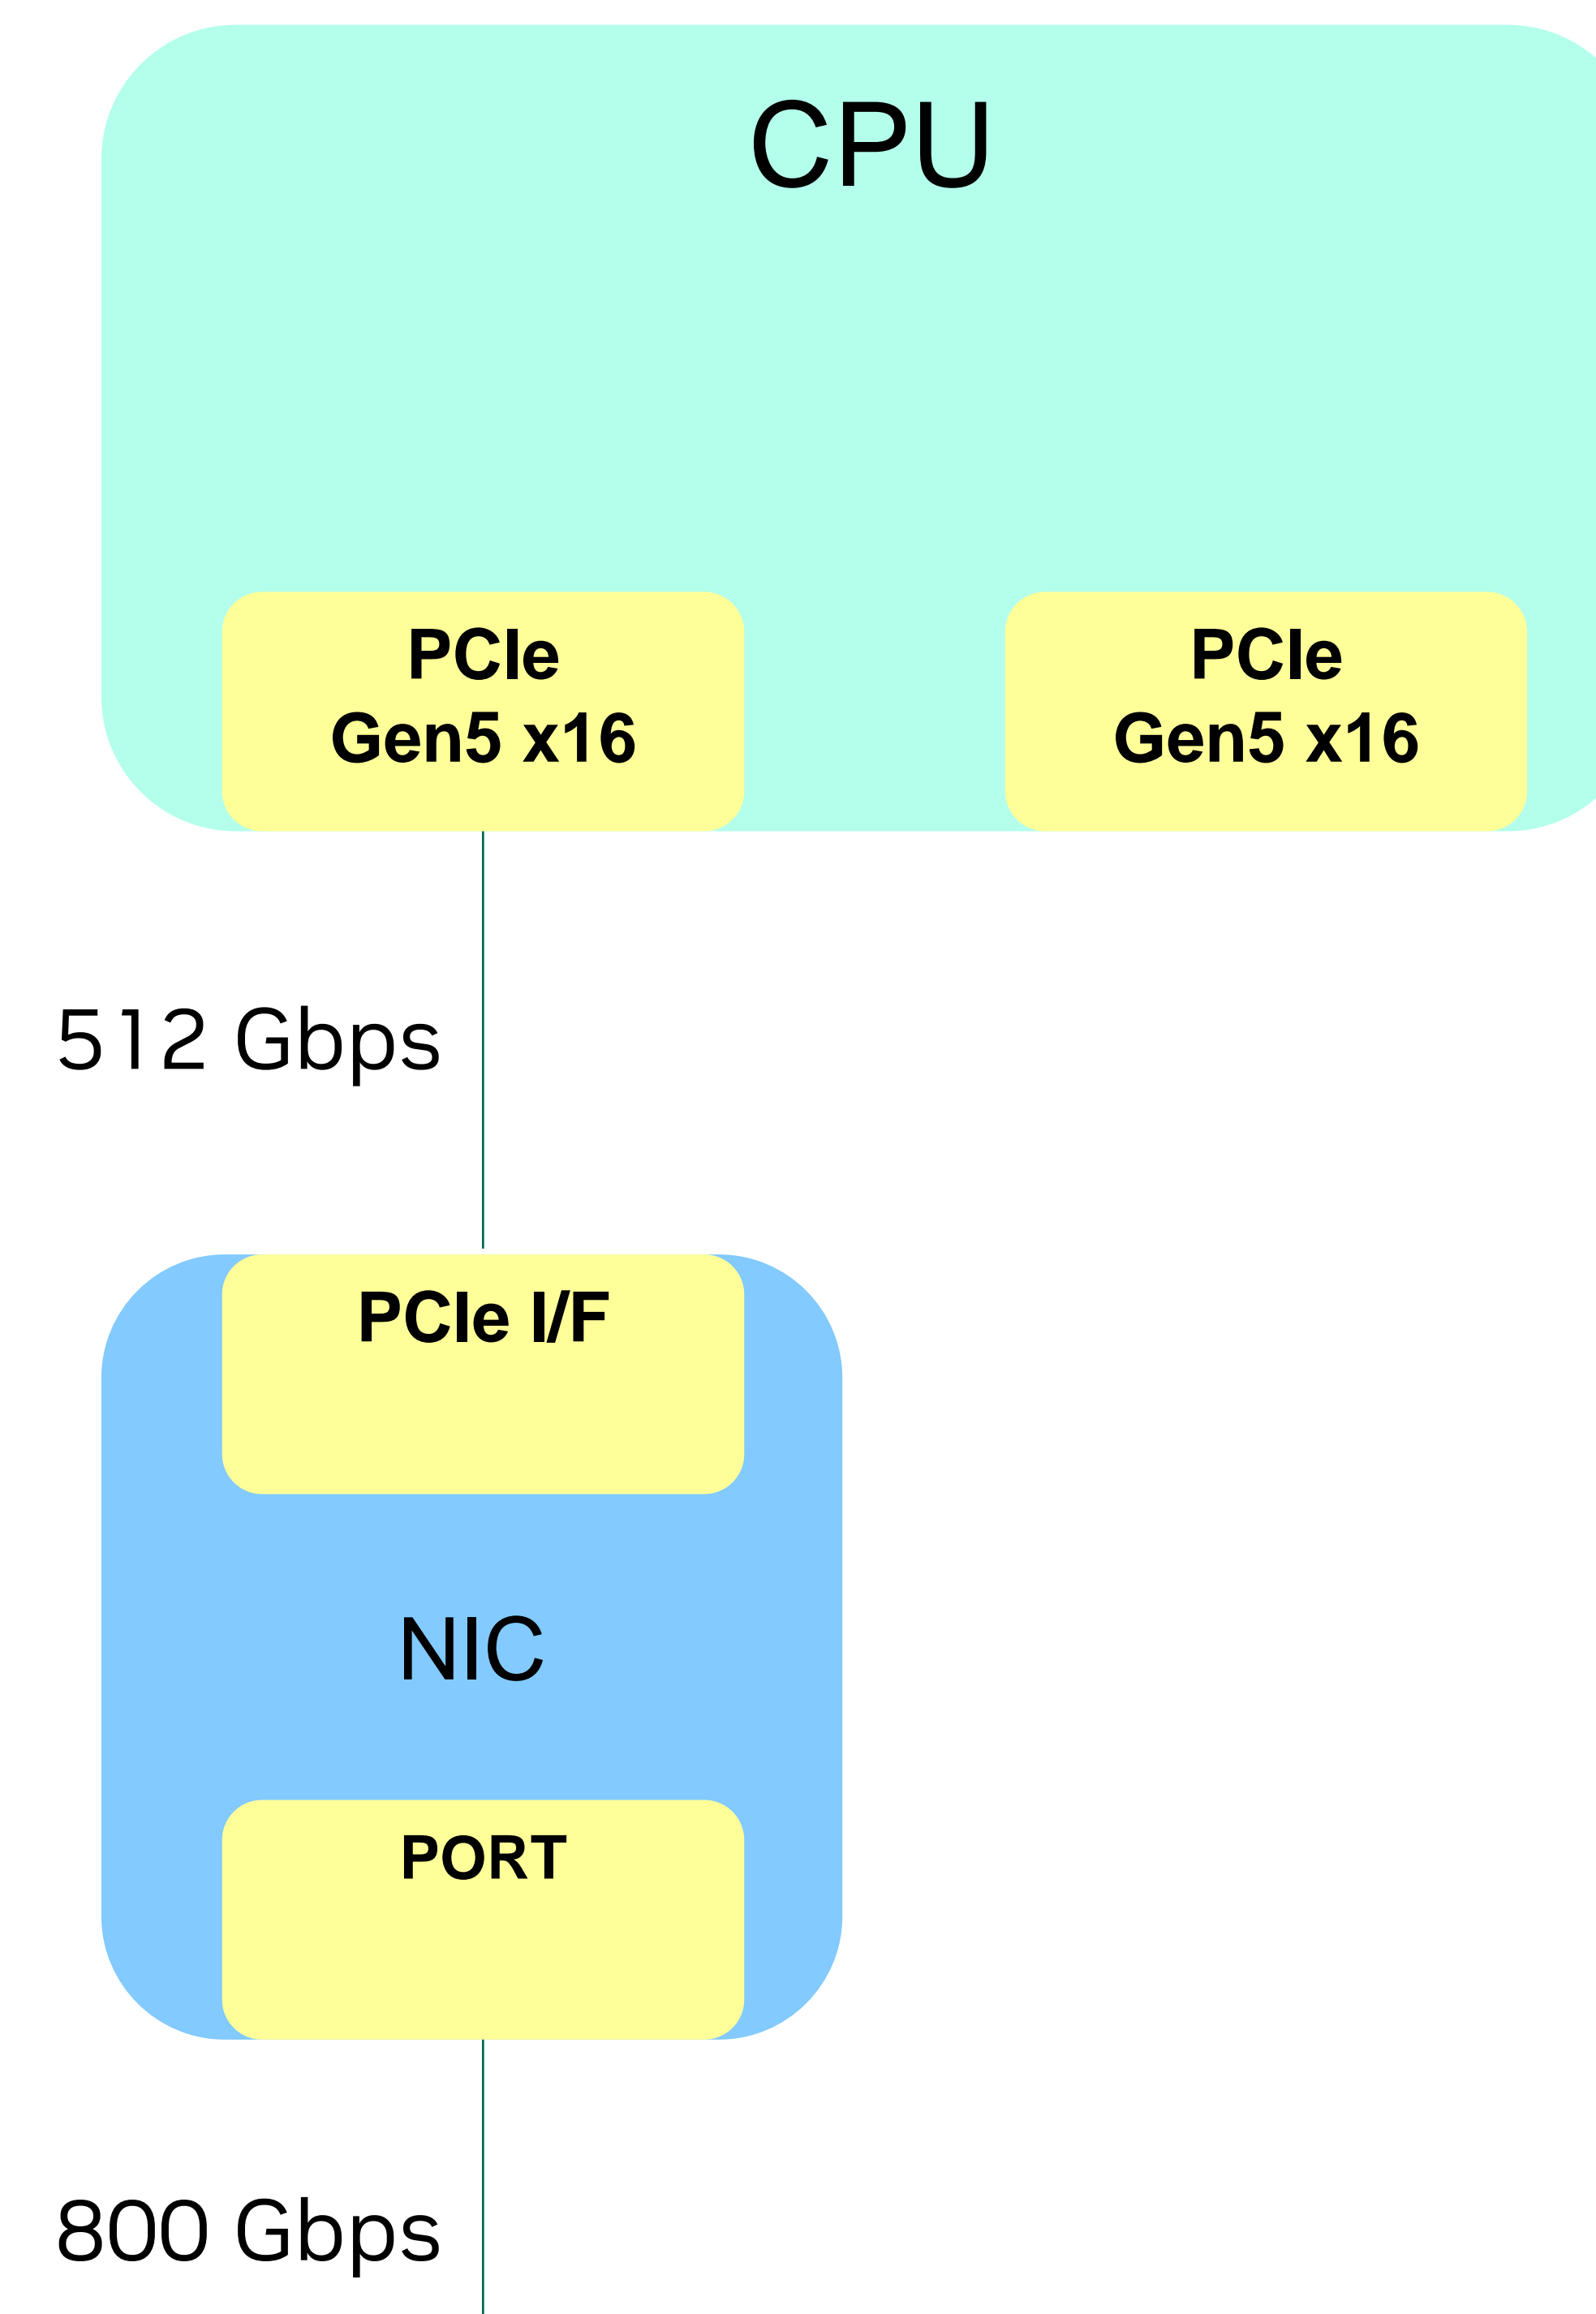 CPU
PCIe
Gen5 x16
PCIe
Gen5 x16
512 Gbps
PCIe I/F
NIC
PORT
800 Gbps